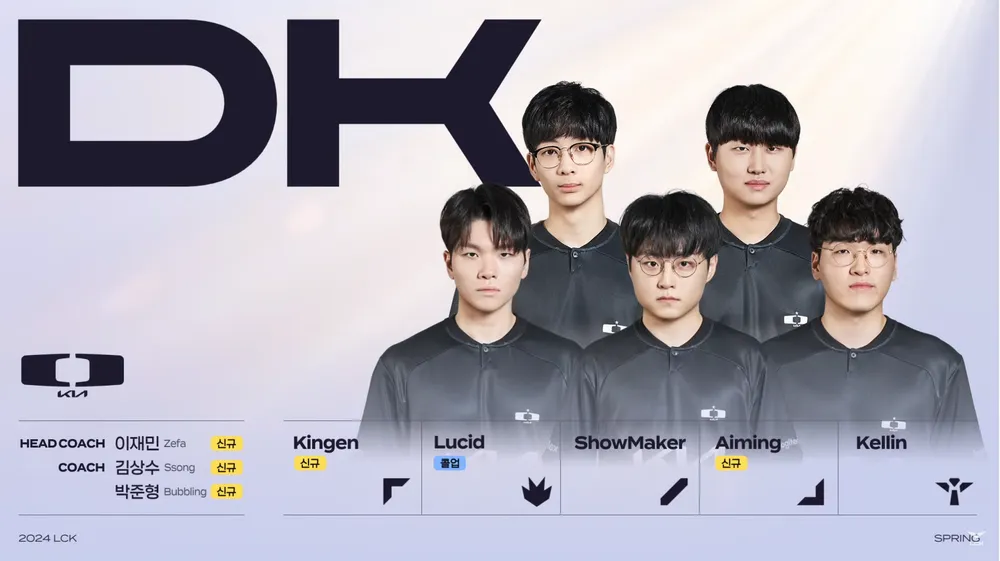 DK
KIA
HEAD COACH 이재민 Zefa 신규
COACH 김상수 Ssong 신규
박준형 Bubbling 신규
Kingen
신규
Lucid
콜업
ShowMaker
Aiming
신규
Kellin
2024 LCK
SPRING